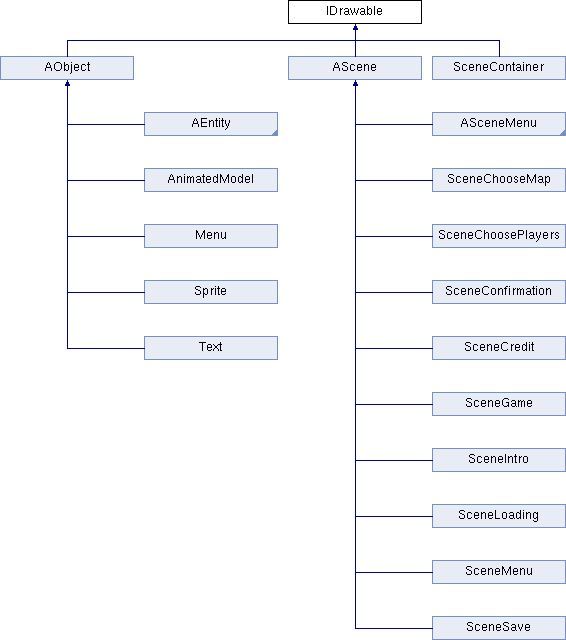 IDrawable
AObject
AScene
SceneContainer
AEntity
ASceneMenu
AnimatedModel
SceneChooseMap
Menu
SceneChoosePlayers
Sprite
SceneConfirmation
Text
SceneCredit
SceneGame
SceneIntro
SceneLoading
SceneMenu
SceneSave